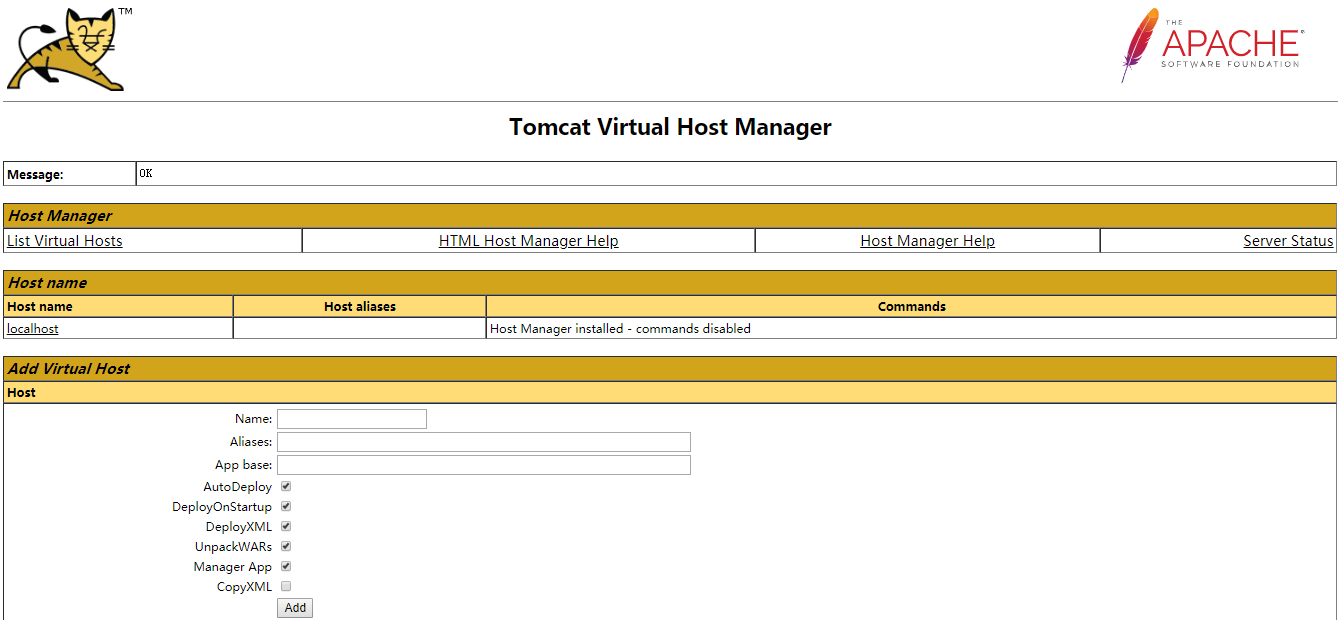 TM
THE
APACHE®
SOFTWARE FOUNDATION
Tomcat Virtual Host Manager
Message: OK
Host Manager
List Virtual Hosts HTML Host Manager Help Host Manager Help Server Status
Host name
Host name Host aliases Commands
localhost Host Manager installed - commands disabled
Add Virtual Host
Host
Name:
Aliases:
App base:
AutoDeploy
DeployOnStartup
DeployXML
UnpackWARs
Manager App
CopyXML
Add